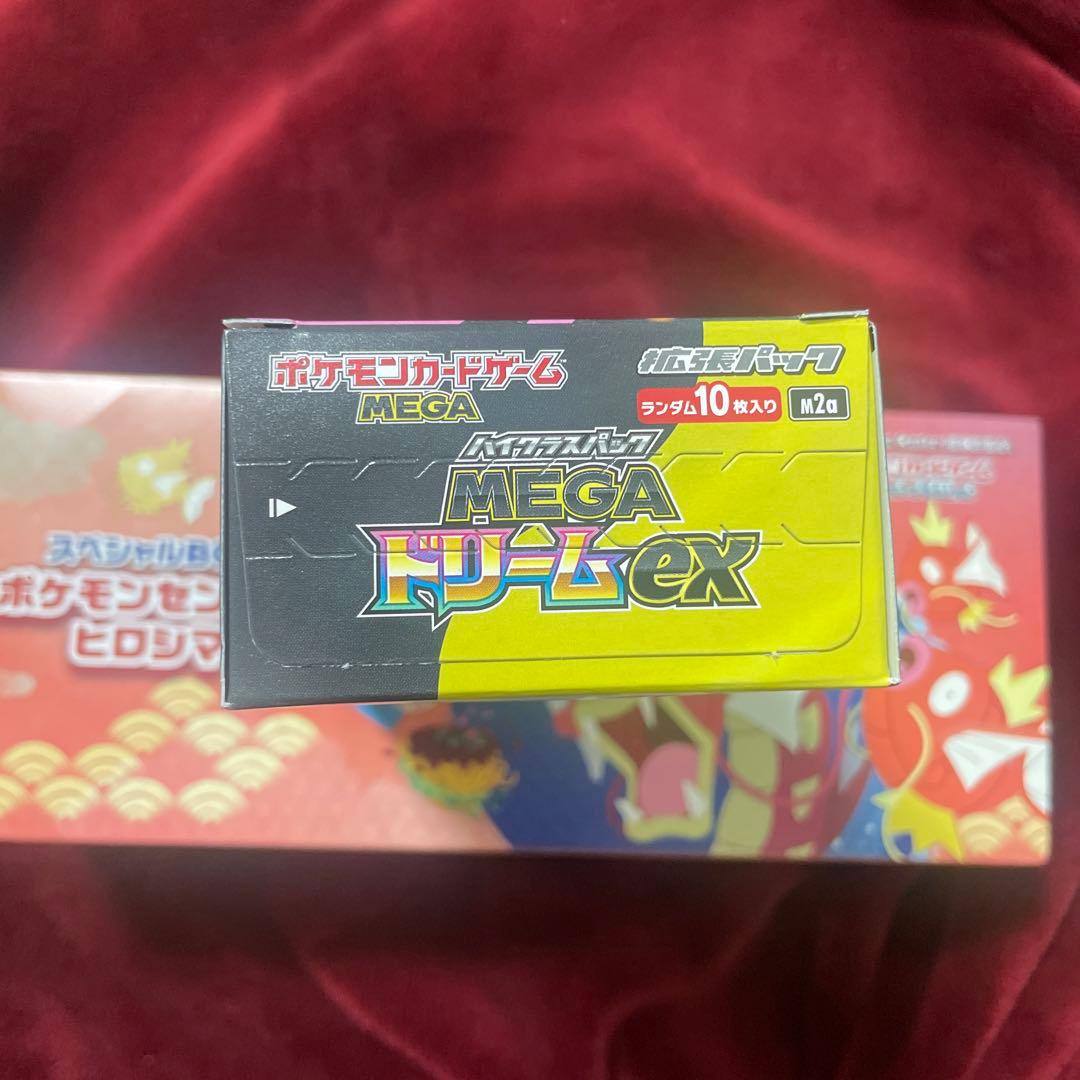 ポケモンカードゲーム
MEGA
拡張パック
ランダム10枚入り
M2a
ハイクラスパック
MEGA
ドリームex
スペシャルB
ポケモンセン
ヒロシマ